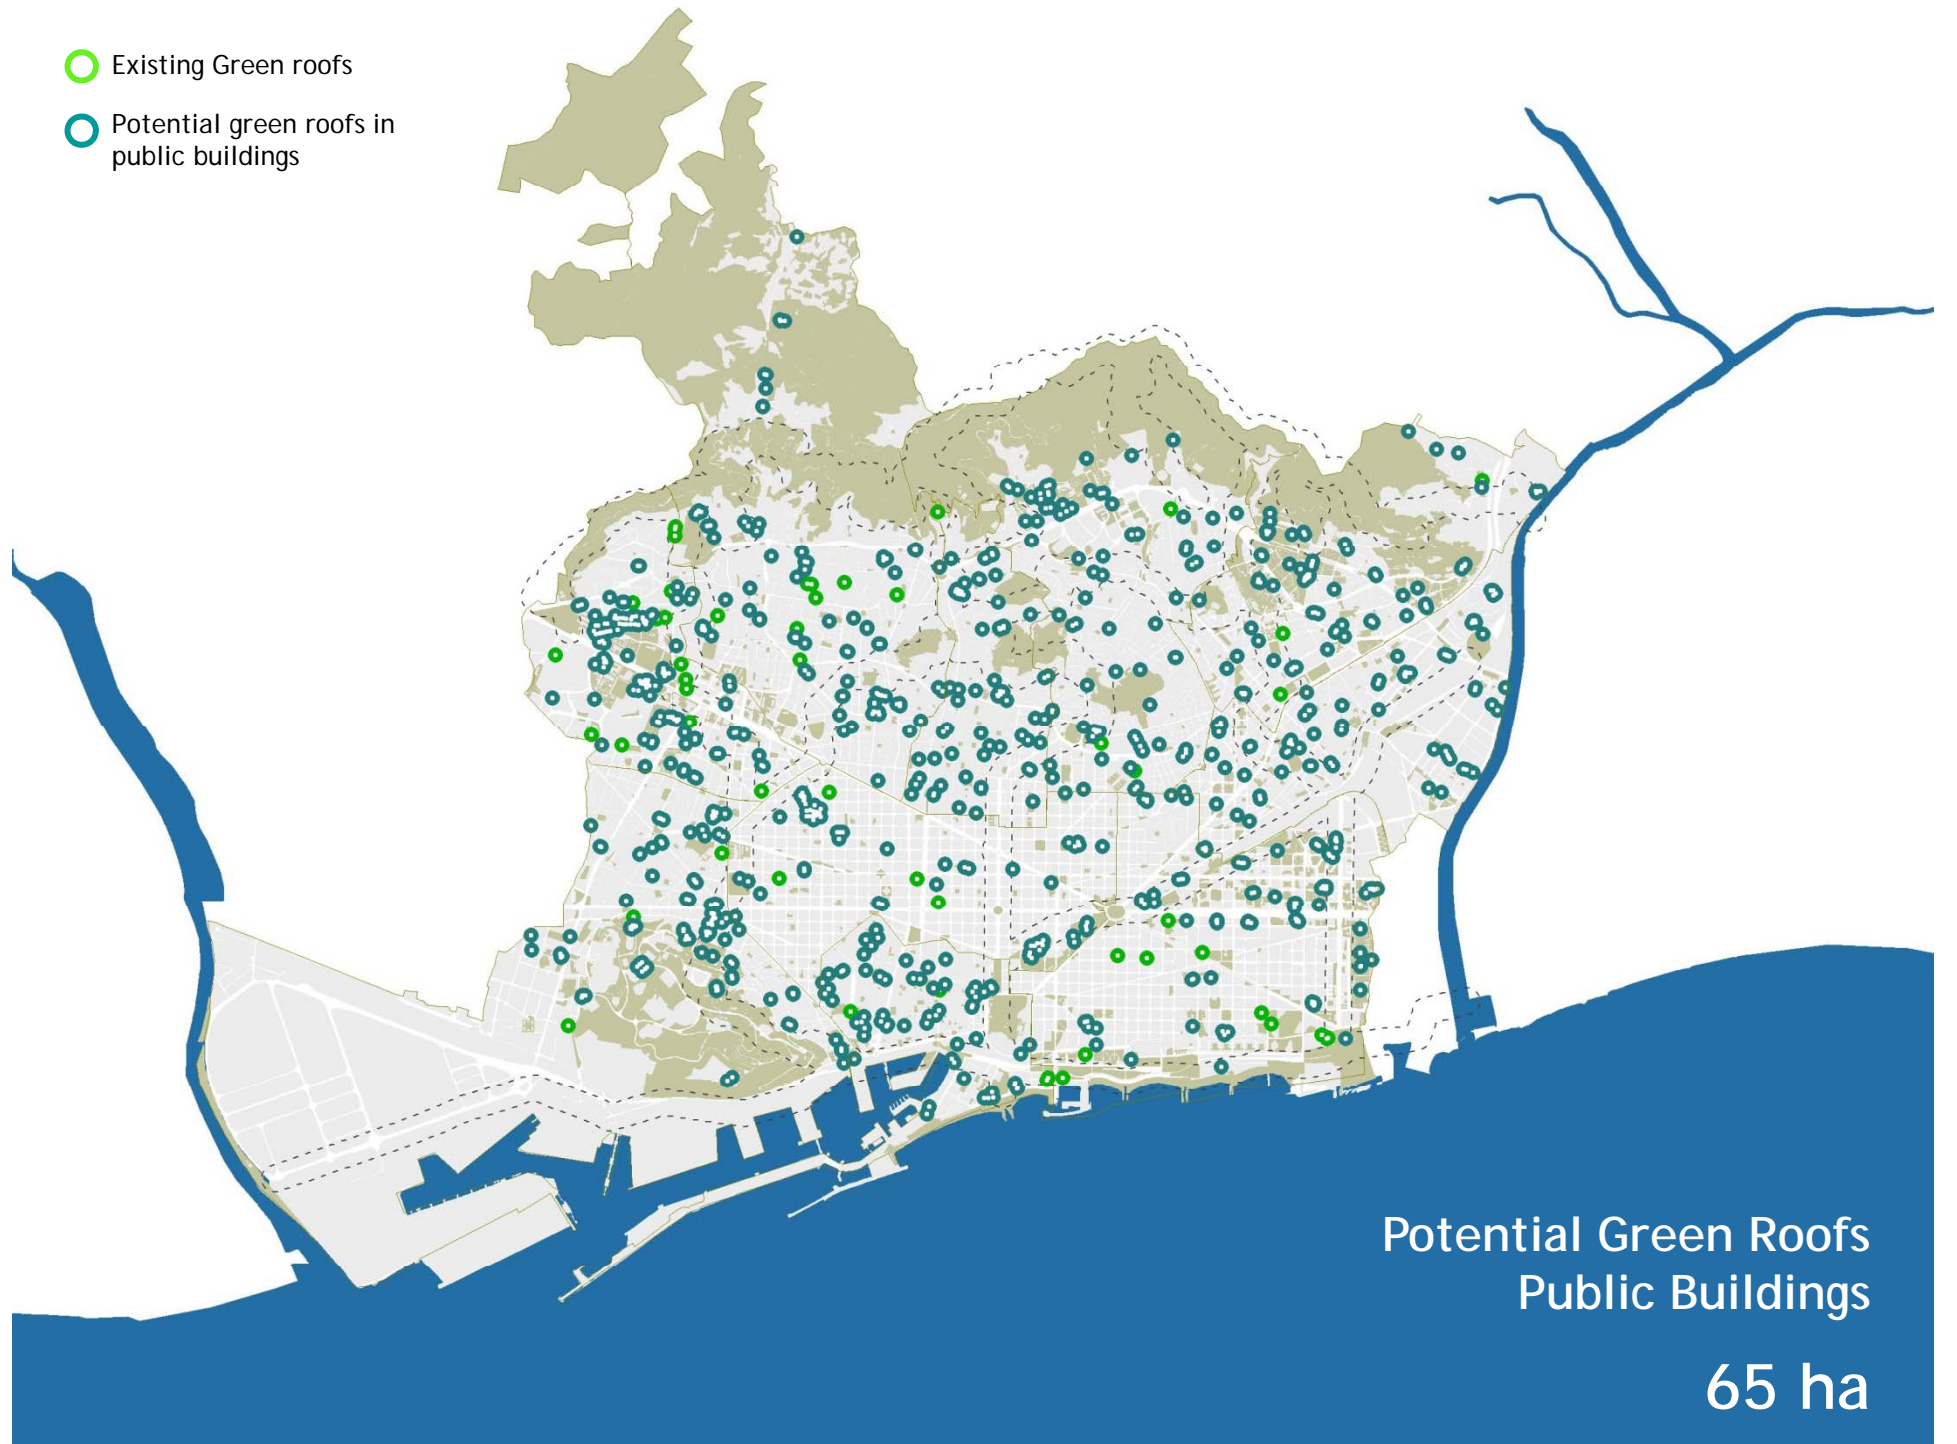 Existing Green roofs
Potential green roofs in
public buildings
Potential Green Roofs
Public Buildings
65 ha